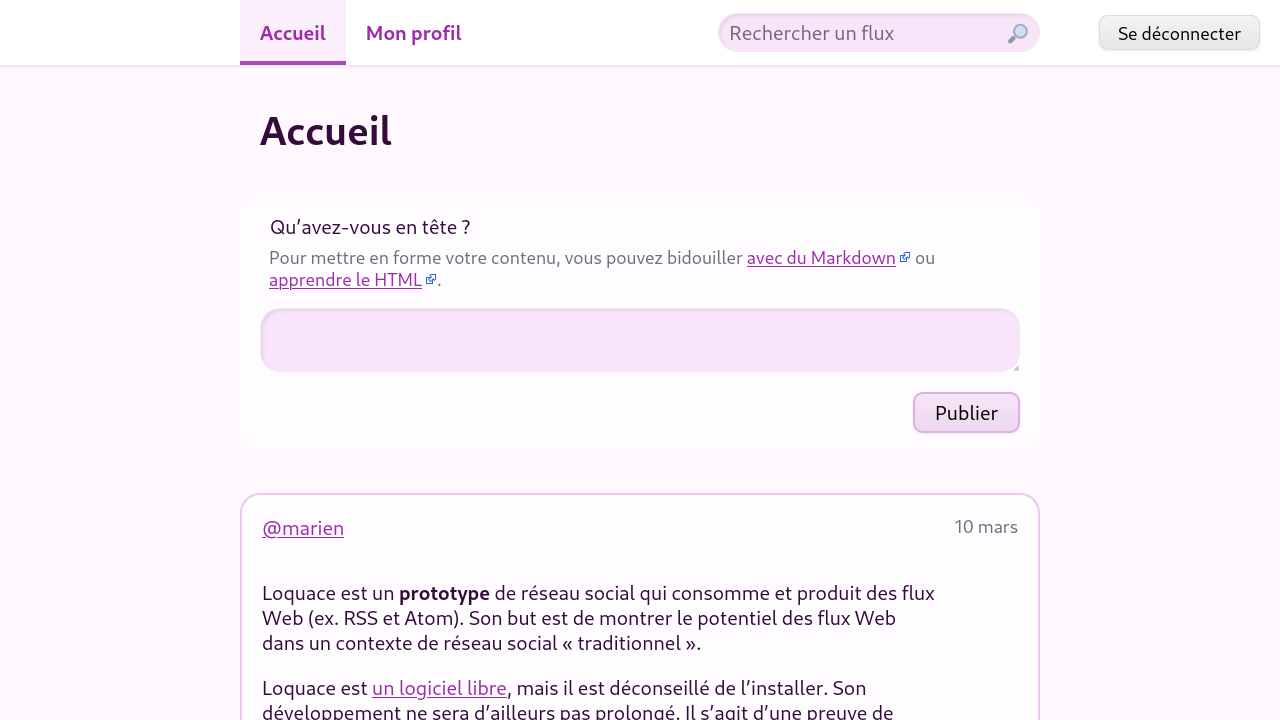 Accueil
Mon profil
Rechercher un flux
Se déconnecter
Accueil
Qu’avez-vous en tête ?
Pour mettre en forme votre contenu, vous pouvez bidouiller avec du Markdown ou
apprendre le HTML.
Publier
@marien
10 mars
Loquace est un prototype de réseau social qui consomme et produit des flux
Web (ex. RSS et Atom). Son but est de montrer le potentiel des flux Web
dans un contexte de réseau social « traditionnel ».
Loquace est un logiciel libre, mais il est déconseillé de l’installer. Son
développement ne sera d’ailleurs pas prolongé. Il s’agit d’une preuve de